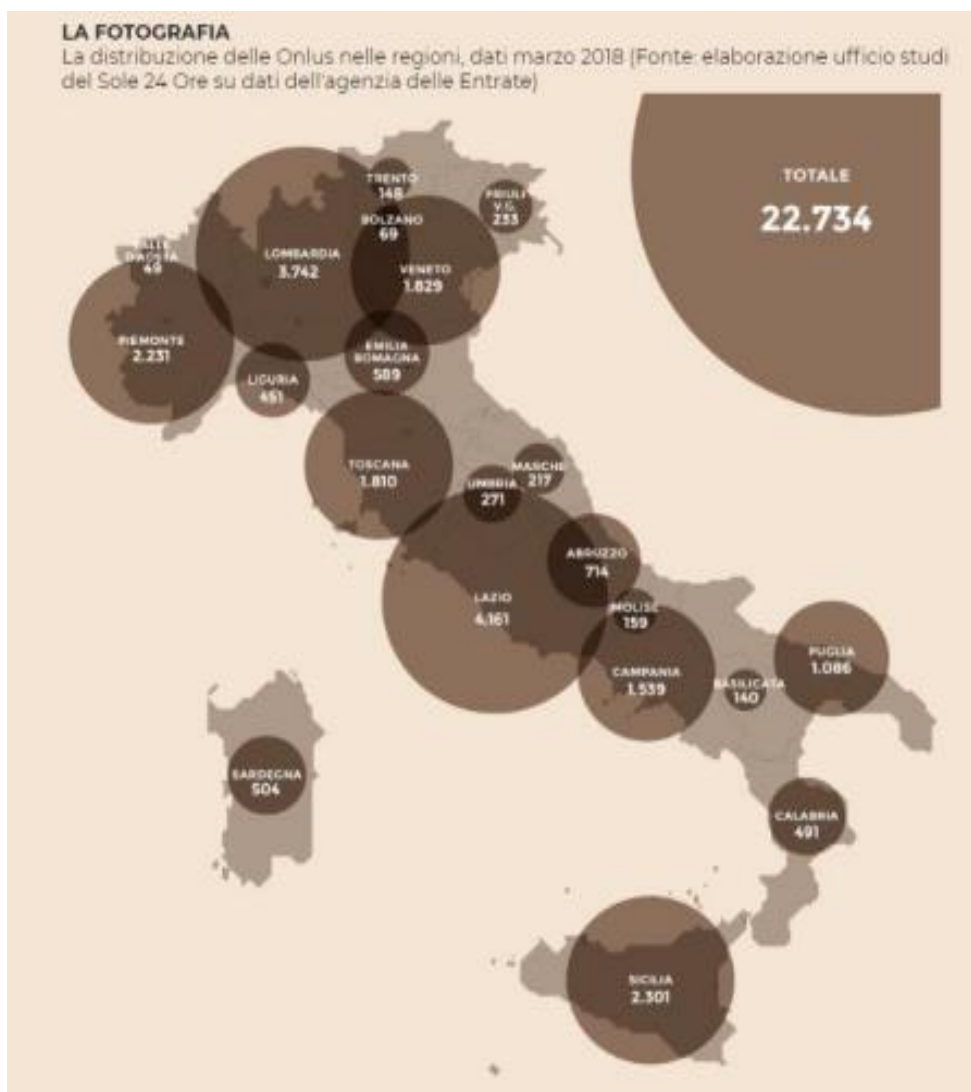 LA FOTOGRAFIA
La distribuzione delle Onlus nelle regioni, dati marzo 2018 (Fonte: elaborazione ufficio studi
del Sole 24 Ore su dati dell'agenzia delle Entrate)
TOTALE
22.734
TRENTO
148
BOLZANO
69
FRIULI
V.G.
233
LOMBARDIA
3.742
VENETO
1.829
D'AOSTA
49
PIEMONTE
2.231
EMILIA
ROMAGNA
589
LIGURIA
451
TOSCANA
1.810
MARCHE
217
UMBRIA
271
ABRUZZO
714
LAZIO
4.161
MOLISE
159
CAMPANIA
1.539
PUGLIA
1.086
BASILICATA
140
SARDEGNA
504
CALABRIA
491
SICILIA
2.301